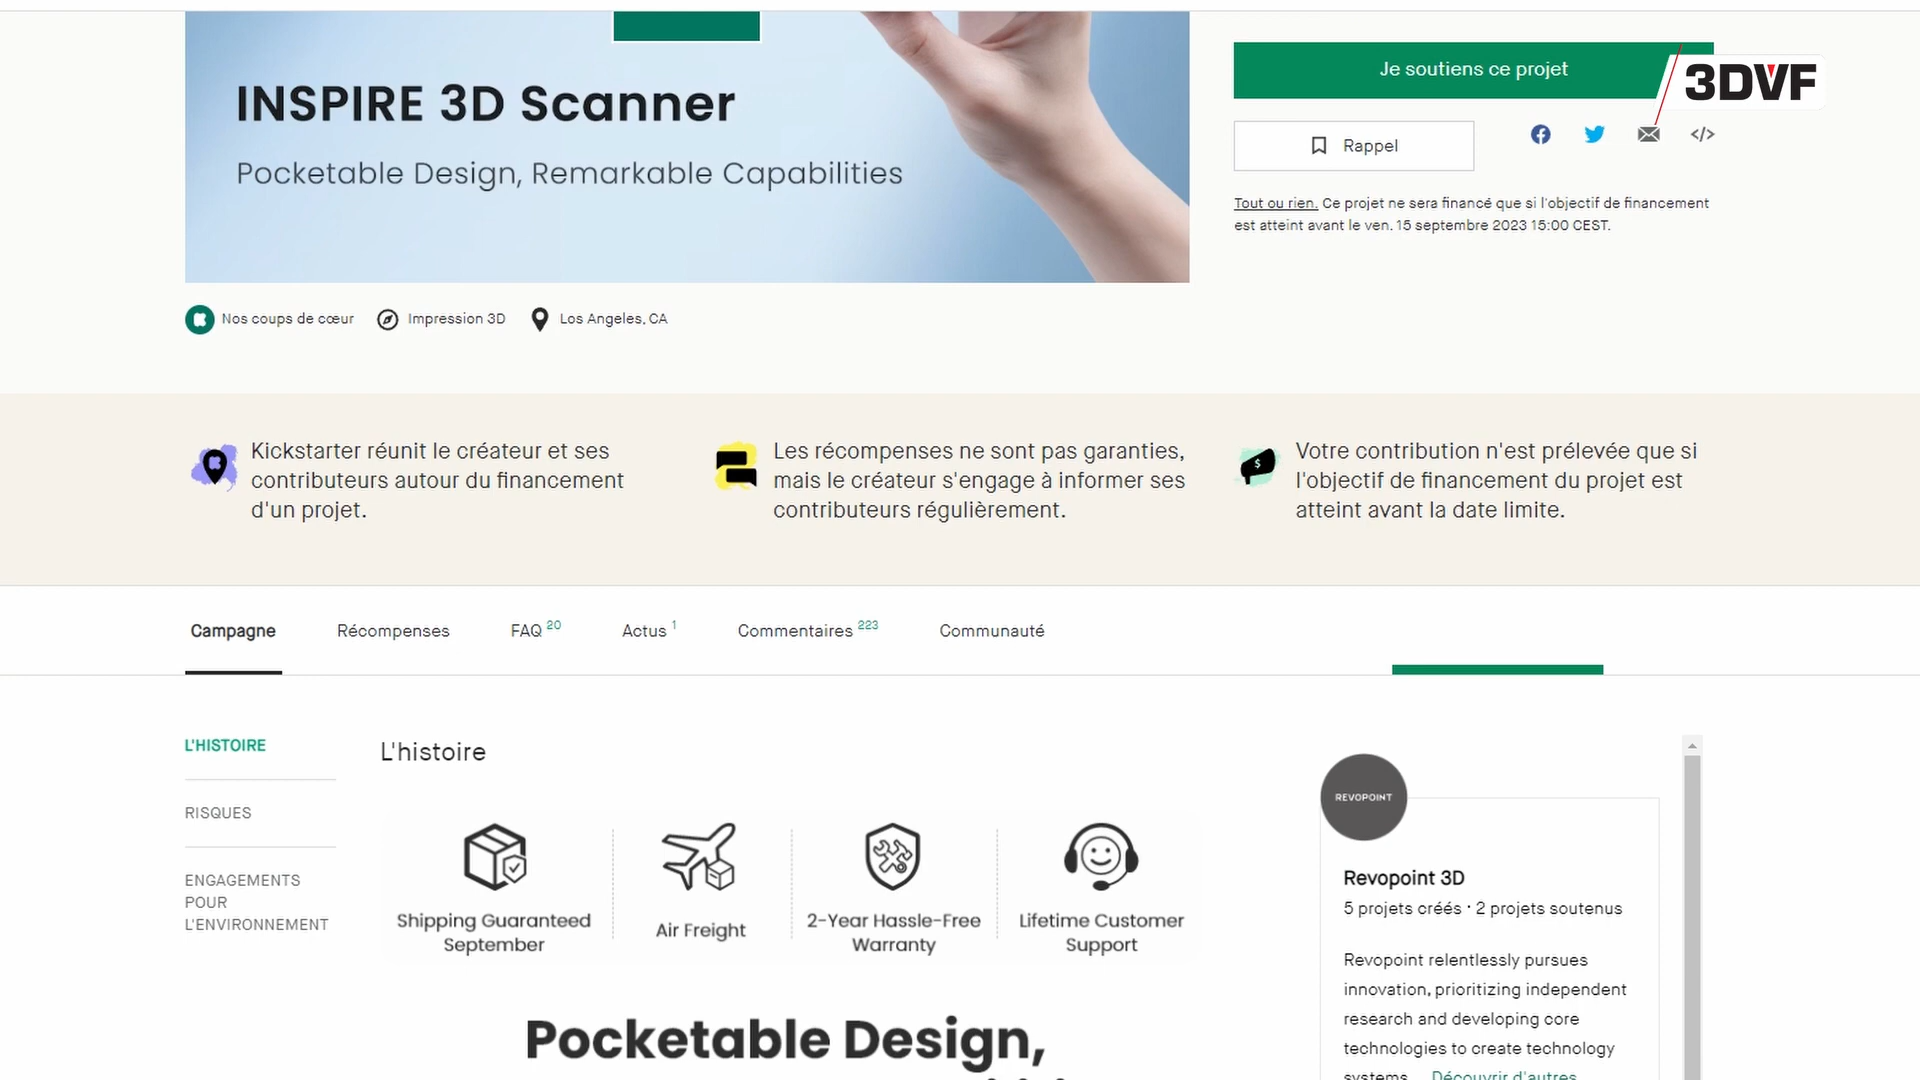 INSPIRE 3D Scanner
Pocketable Design, Remarkable Capabilities
Je soutiens ce projet
3DVF
Rappel
Tout ou rien. Ce projet ne sera financé que si l'objectif de financement
est atteint avant le ven. 15 septembre 2023 15:00 CEST.
Nos coups de cœur
Impression 3D
Los Angeles, CA
Kickstarter réunit le créateur et ses
contributeurs autour du financement
d'un projet.
Les récompenses ne sont pas garanties,
mais le créateur s'engage à informer ses
contributeurs régulièrement.
Votre contribution n'est prélevée que si
l'objectif de financement du projet est
atteint avant la date limite.
Campagne
Récompenses
FAQ 20
Actus 1
Commentaires 223
Communauté
L'HISTOIRE
RISQUES
ENGAGEMENTS
POUR
L'ENVIRONNEMENT
L'histoire
Shipping Guaranteed
September
Air Freight
2-Year Hassle-Free
Warranty
Lifetime Customer
Support
Pocketable Design,
REVOPOINT
Revopoint 3D
5 projets créés · 2 projets soutenus
Revopoint relentlessly pursues
innovation, prioritizing independent
research and developing core
technologies to create technology
systems... Découvrir d'autres